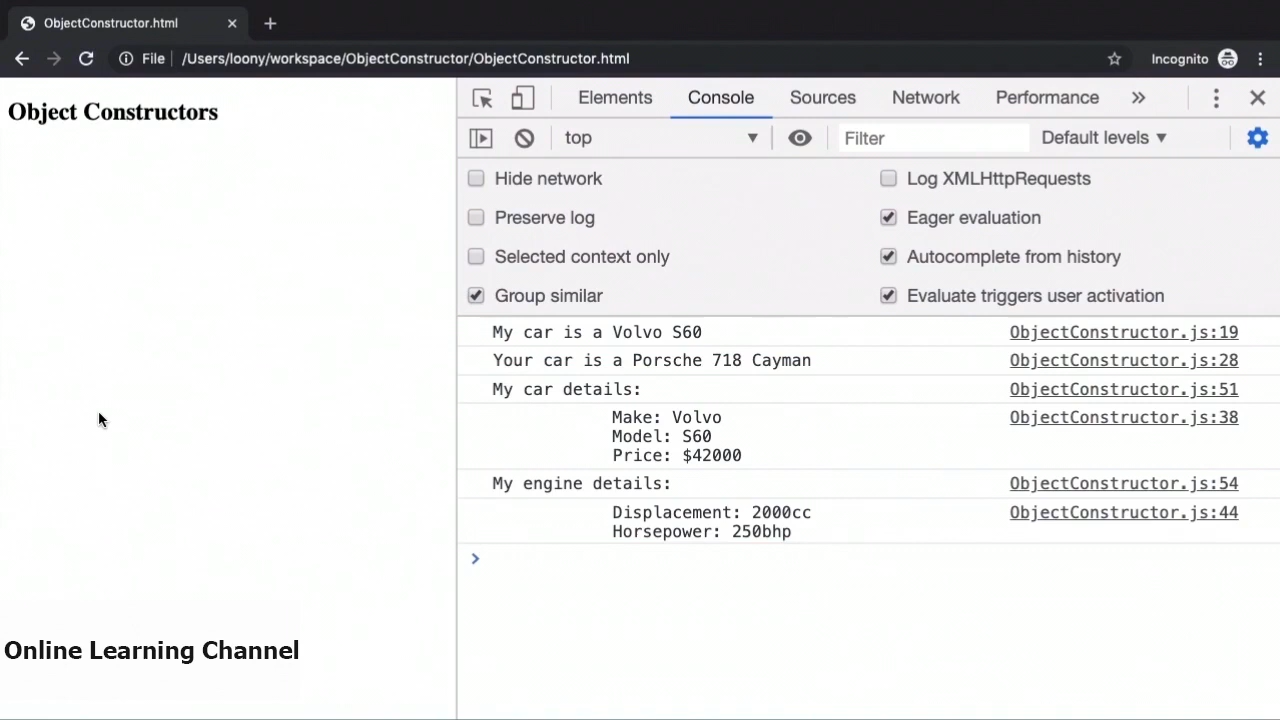 ObjectConstructor.html
File /Users/loony/workspace/ObjectConstructor/ObjectConstructor.html
Incognito
Object Constructors
Elements Console Sources Network Performance
top Filter Default levels
Hide network Log XMLHttpRequests
Preserve log Eager evaluation
Selected context only Autocomplete from history
Group similar Evaluate triggers user activation
My car is a Volvo S60 ObjectConstructor.js:19
Your car is a Porsche 718 Cayman ObjectConstructor.js:28
My car details: ObjectConstructor.js:51
Make: Volvo ObjectConstructor.js:38
Model: S60
Price: $42000
My engine details: ObjectConstructor.js:54
Displacement: 2000cc ObjectConstructor.js:44
Horsepower: 250bhp
Online Learning Channel